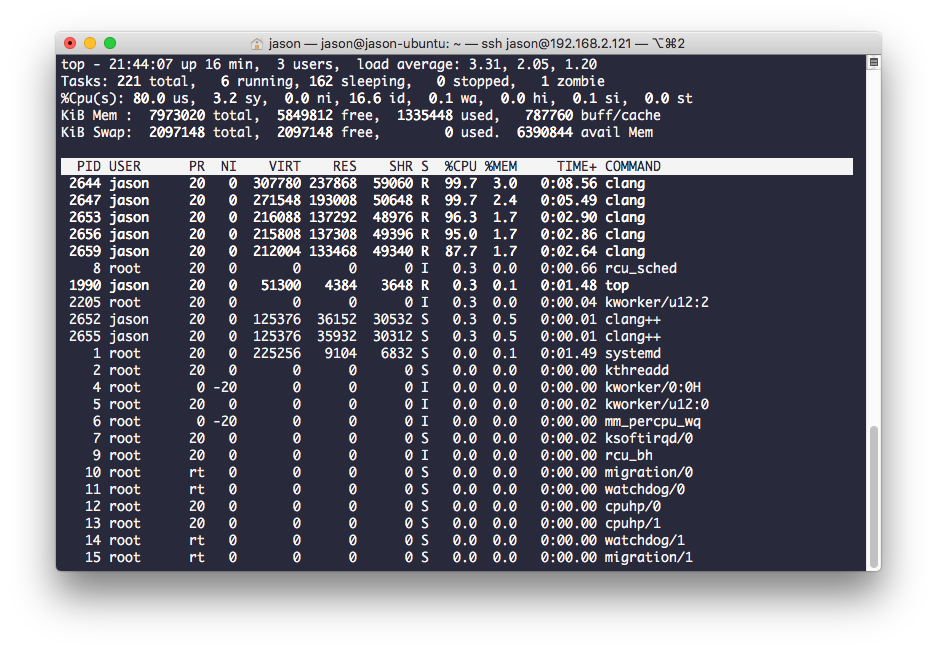 jason — jason@jason-ubuntu: ~ — ssh jason@192.168.2.121 — ⌥⌘2
top - 21:44:07 up 16 min,  3 users,  load average: 3.31, 2.05, 1.20
Tasks: 221 total,   6 running, 162 sleeping,   0 stopped,   1 zombie
%Cpu(s): 80.0 us,  3.2 sy,  0.0 ni, 16.6 id,  0.1 wa,  0.0 hi,  0.1 si,  0.0 st
KiB Mem :  7973020 total,  5849812 free,  1335448 used,   787760 buff/cache
KiB Swap:  2097148 total,  2097148 free,        0 used.  6390844 avail Mem
PID USER      PR  NI    VIRT    RES    SHR S  %CPU %MEM     TIME+ COMMAND
2644 jason     20   0  307780 237868  59060 R  99.7  3.0   0:08.56 clang
2647 jason     20   0  271548 193008  50648 R  99.7  2.4   0:05.49 clang
2653 jason     20   0  216088 137292  48976 R  96.3  1.7   0:02.90 clang
2656 jason     20   0  215808 137308  49396 R  95.0  1.7   0:02.86 clang
2659 jason     20   0  212004 133468  49340 R  87.7  1.7   0:02.64 clang
8 root      20   0       0      0      0 I   0.3  0.0   0:00.66 rcu_sched
1990 jason     20   0   51300   4384   3648 R   0.3  0.1   0:01.48 top
2205 root      20   0       0      0      0 I   0.3  0.0   0:00.04 kworker/u12:2
2652 jason     20   0  125376  36152  30532 S   0.3  0.5   0:00.01 clang++
2655 jason     20   0  125376  35932  30312 S   0.3  0.5   0:00.01 clang++
1 root      20   0  225256   9104   6832 S   0.0  0.1   0:01.49 systemd
2 root      20   0       0      0      0 S   0.0  0.0   0:00.00 kthreadd
4 root       0 -20       0      0      0 I   0.0  0.0   0:00.00 kworker/0:0H
5 root      20   0       0      0      0 I   0.0  0.0   0:00.02 kworker/u12:0
6 root       0 -20       0      0      0 I   0.0  0.0   0:00.00 mm_percpu_wq
7 root      20   0       0      0      0 S   0.0  0.0   0:00.02 ksoftirqd/0
9 root      20   0       0      0      0 I   0.0  0.0   0:00.00 rcu_bh
10 root      rt   0       0      0      0 S   0.0  0.0   0:00.00 migration/0
11 root      rt   0       0      0      0 S   0.0  0.0   0:00.00 watchdog/0
12 root      20   0       0      0      0 S   0.0  0.0   0:00.00 cpuhp/0
13 root      20   0       0      0      0 S   0.0  0.0   0:00.00 cpuhp/1
14 root      rt   0       0      0      0 S   0.0  0.0   0:00.00 watchdog/1
15 root      rt   0       0      0      0 S   0.0  0.0   0:00.00 migration/1